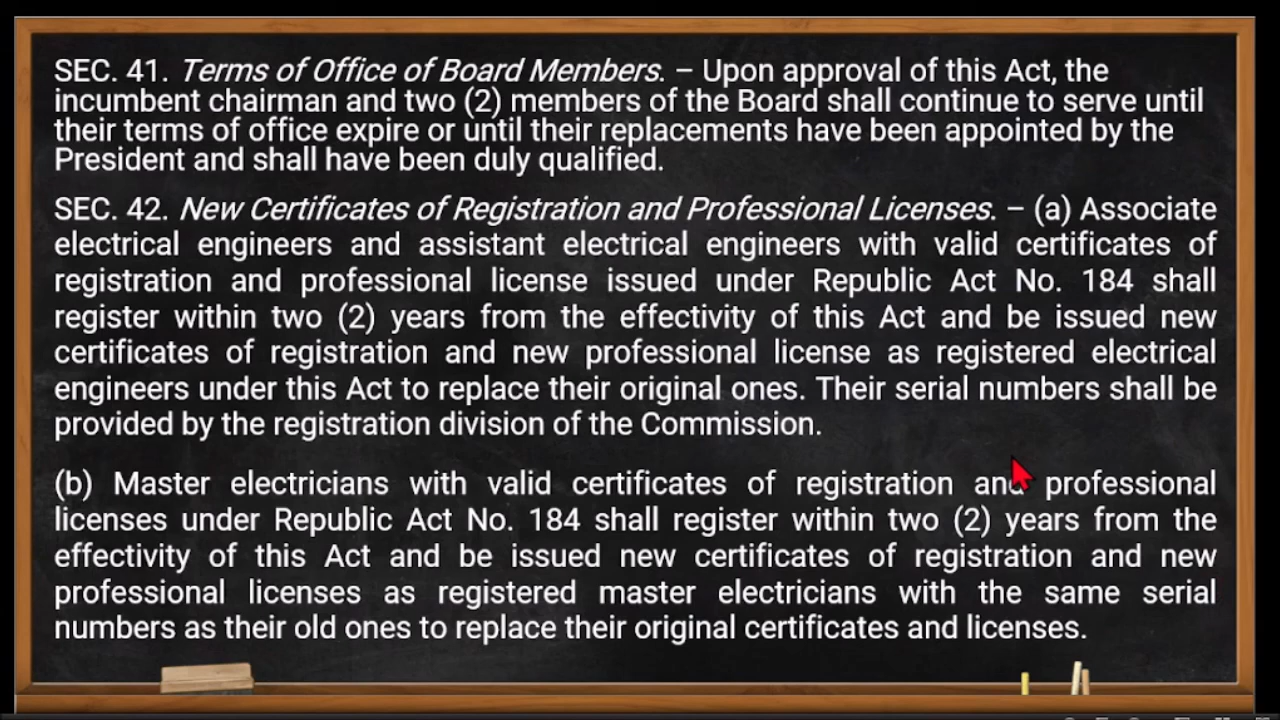 SEC. 41. Terms of Office of Board Members. – Upon approval of this Act, the
incumbent chairman and two (2) members of the Board shall continue to serve until
their terms of office expire or until their replacements have been appointed by the
President and shall have been duly qualified.
SEC. 42. New Certificates of Registration and Professional Licenses. – (a) Associate
electrical engineers and assistant electrical engineers with valid certificates of
registration and professional license issued under Republic Act No. 184 shall
register within two (2) years from the effectivity of this Act and be issued new
certificates of registration and new professional license as registered electrical
engineers under this Act to replace their original ones. Their serial numbers shall be
provided by the registration division of the Commission.
(b) Master electricians with valid certificates of registration and professional
licenses under Republic Act No. 184 shall register within two (2) years from the
effectivity of this Act and be issued new certificates of registration and new
professional licenses as registered master electricians with the same serial
numbers as their old ones to replace their original certificates and licenses.